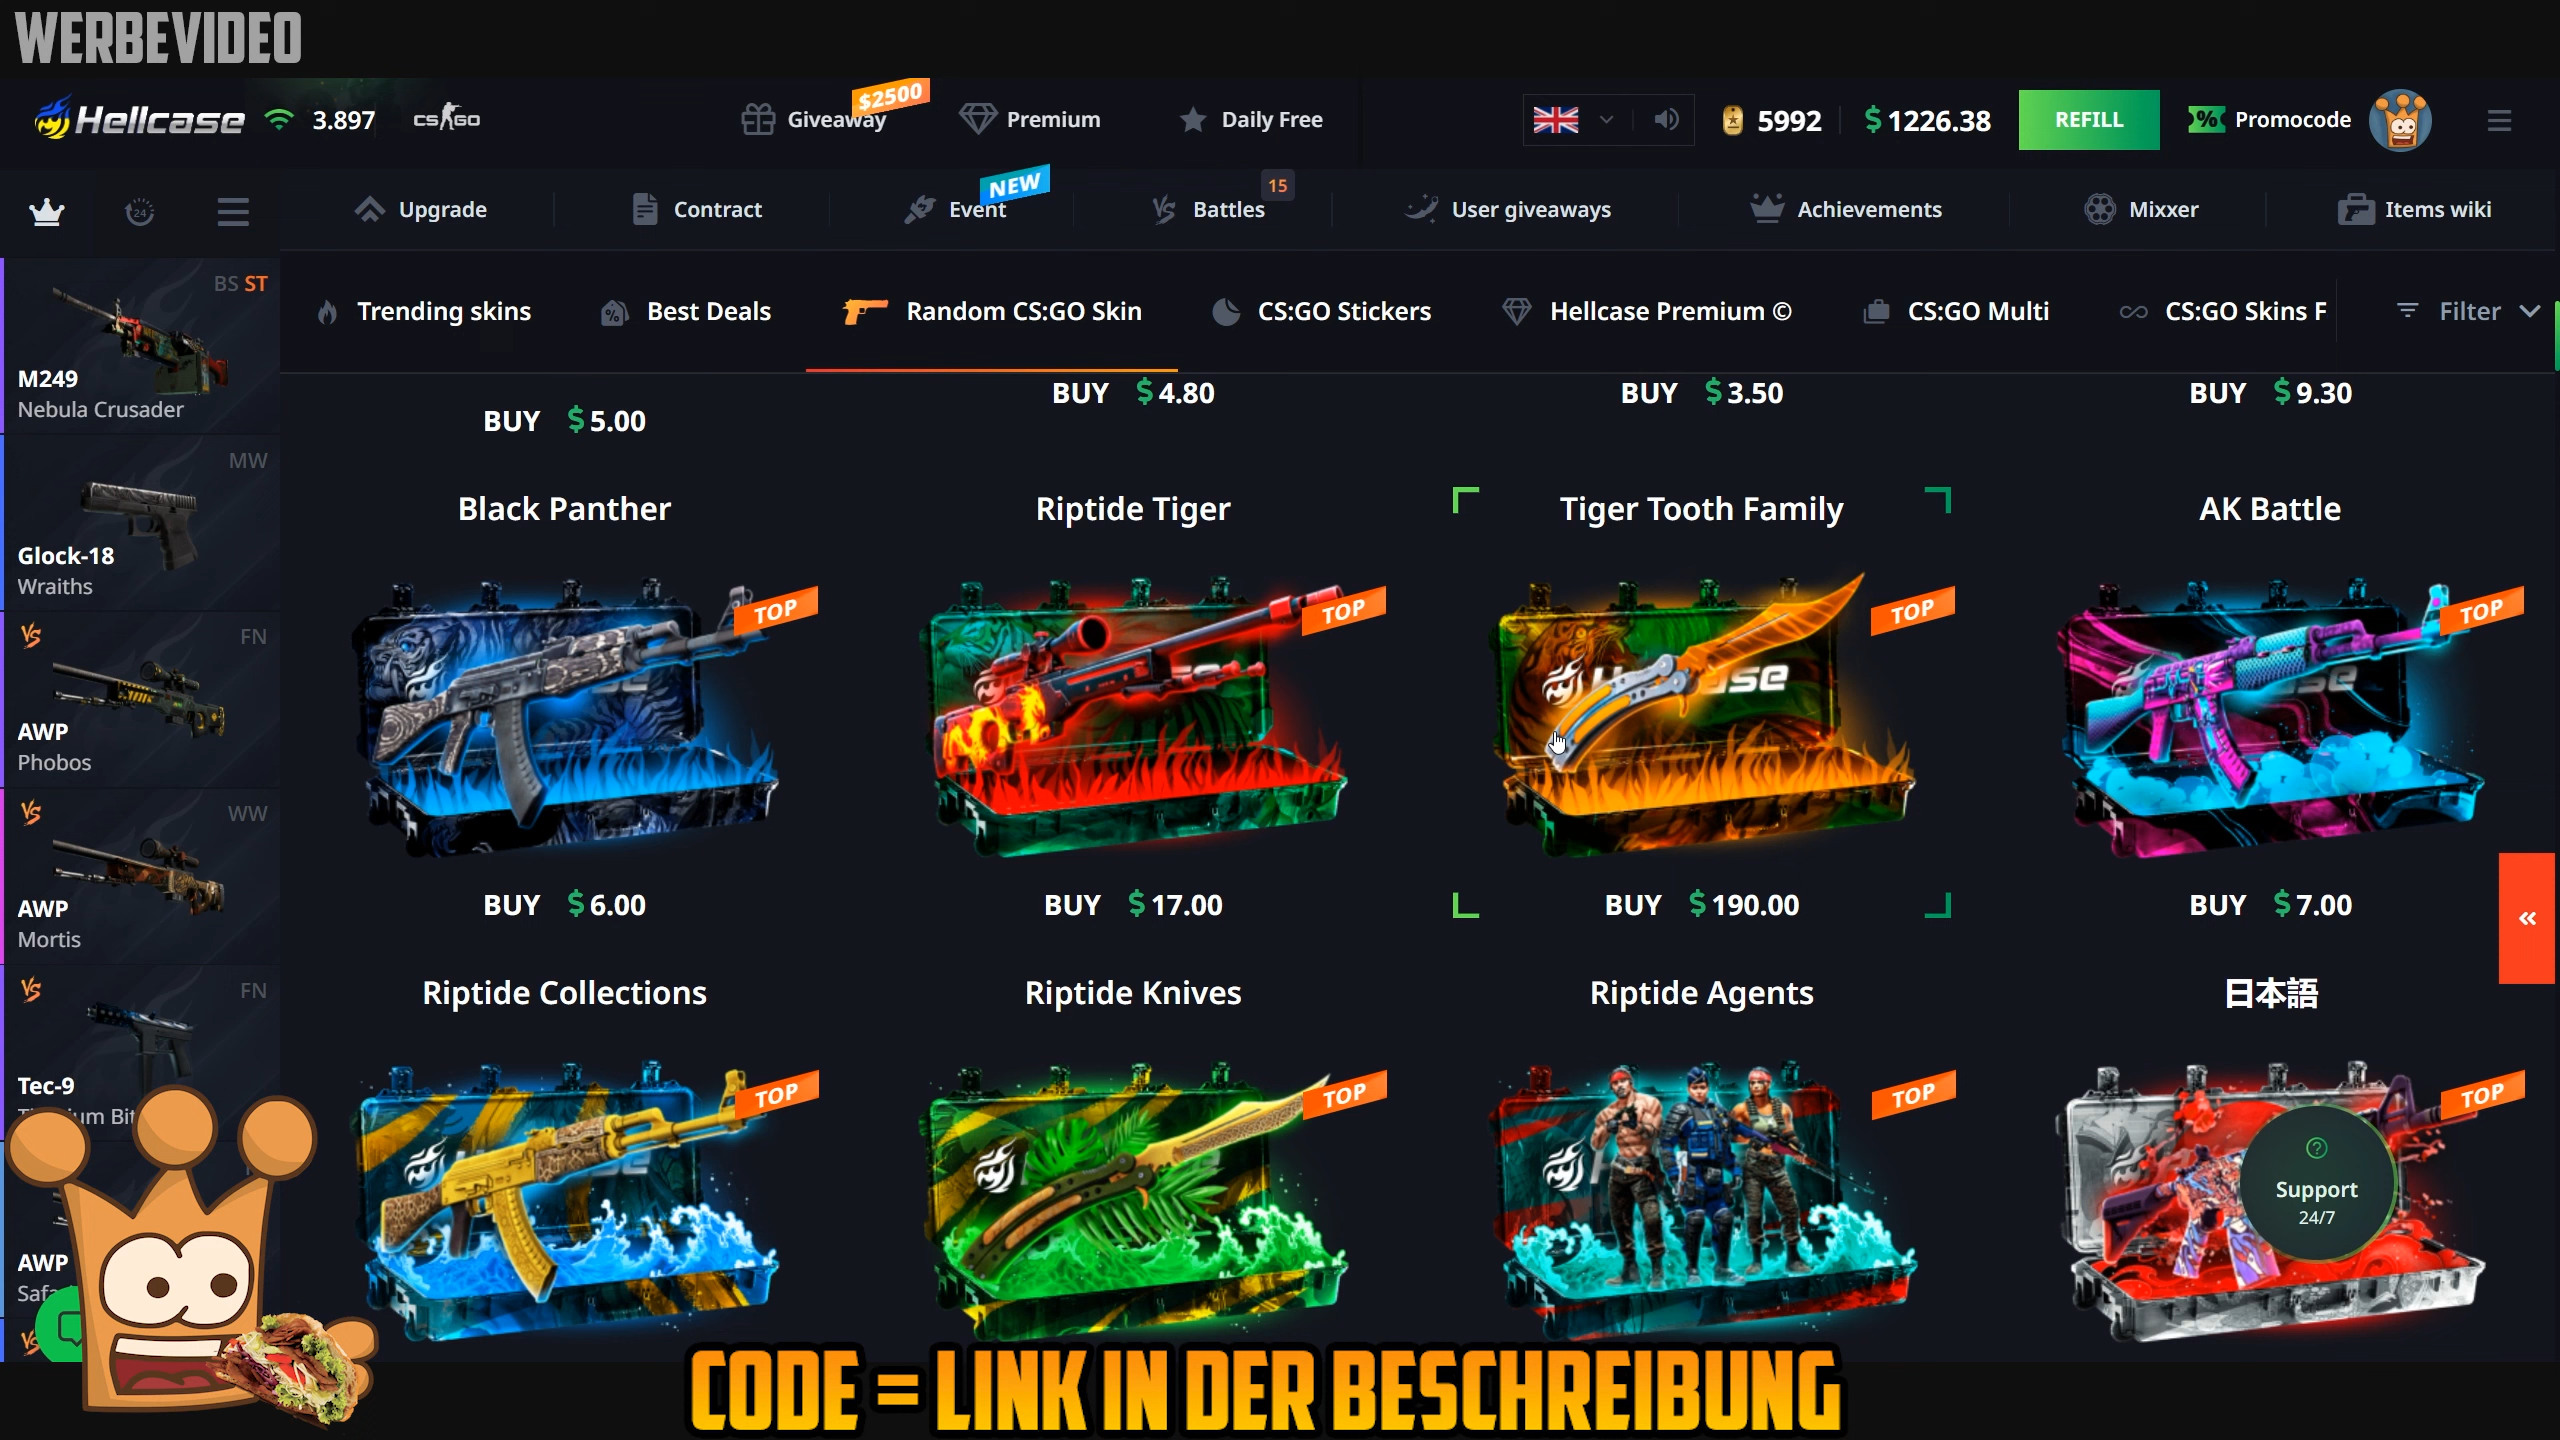 WERBEVIDEO
Hellcase 3.897 CS:GO Giveaway $2500 Premium Daily Free 5992 $ 1226.38 REFILL % Promocode
24 Upgrade Contract Event NEW VS Battles 15 User giveaways Achievements Mixxer Items wiki
Trending skins % Best Deals Random CS:GO Skin CS:GO Stickers Hellcase Premium © CS:GO Multi CS:GO Skins F Filter
BS ST
M249
Nebula Crusader
MW
Glock-18
Wraiths
VS FN
AWP
Phobos
VS WW
AWP
Mortis
VS FN
Tec-9
AWP
BUY $ 5.00
BUY $ 4.80
BUY $ 3.50
BUY $ 9.30
Black Panther
TOP
BUY $ 6.00
Riptide Tiger
TOP
BUY $ 17.00
Tiger Tooth Family
TOP
BUY $ 190.00
AK Battle
TOP
BUY $ 7.00
«
Riptide Collections
TOP
Riptide Knives
TOP
Riptide Agents
TOP
日本語
TOP
?
Support
24/7
CODE = LINK IN DER BESCHREIBUNG